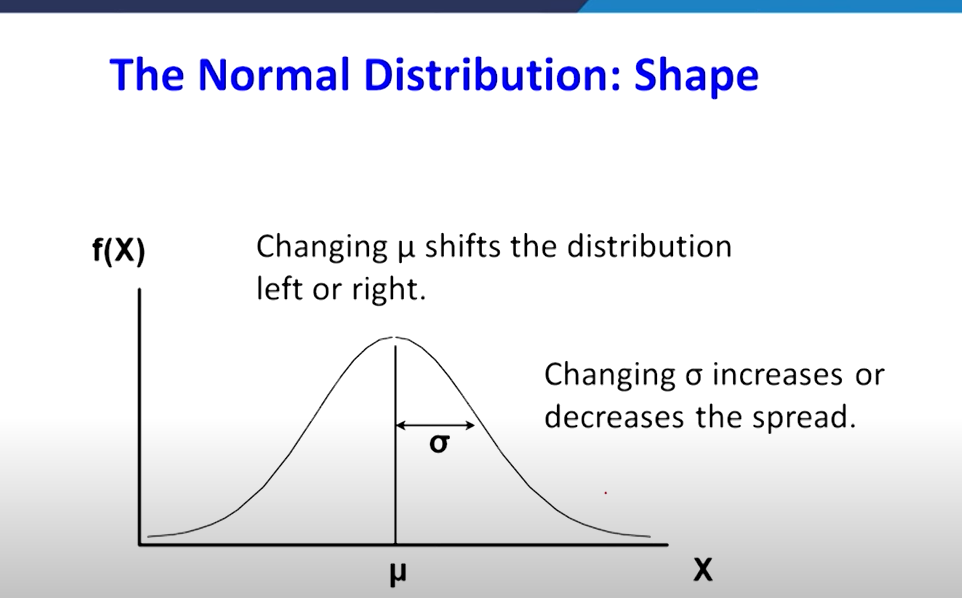 The Normal Distribution: Shape
f(X)
Changing μ shifts the distribution
left or right.
Changing σ increases or
decreases the spread.
σ
μ
X